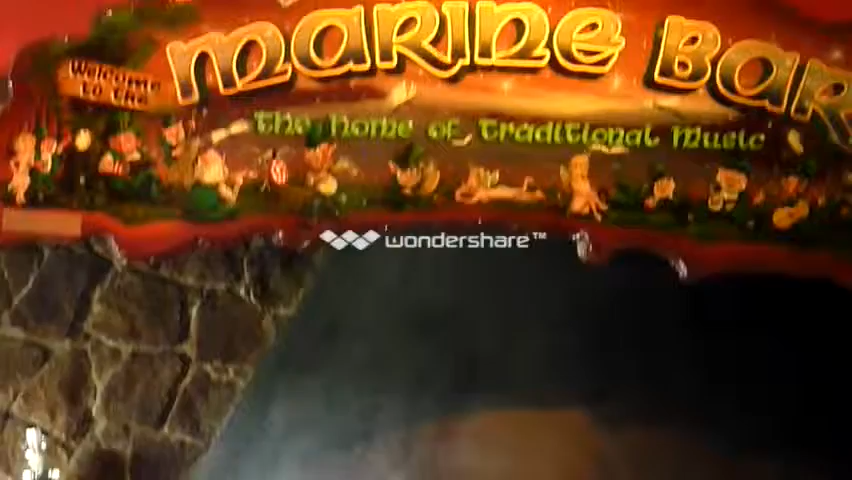 Welcome
to the
Marine Bar
The Home of Traditional Music
wondershare™